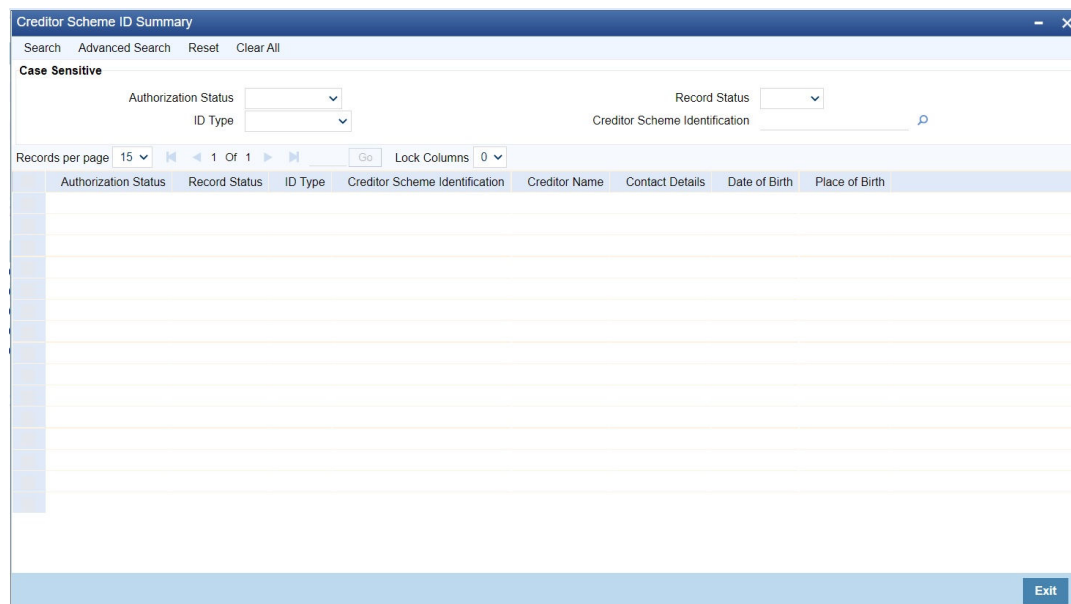 Creditor Scheme ID Summary
Search Advanced Search Reset Clear All
Case Sensitive
Authorization Status Record Status
ID Type Creditor Scheme Identification
Records per page 15 1 Of 1 Go Lock Columns 0
Authorization Status Record Status ID Type Creditor Scheme Identification Creditor Name Contact Details Date of Birth Place of Birth
Exit